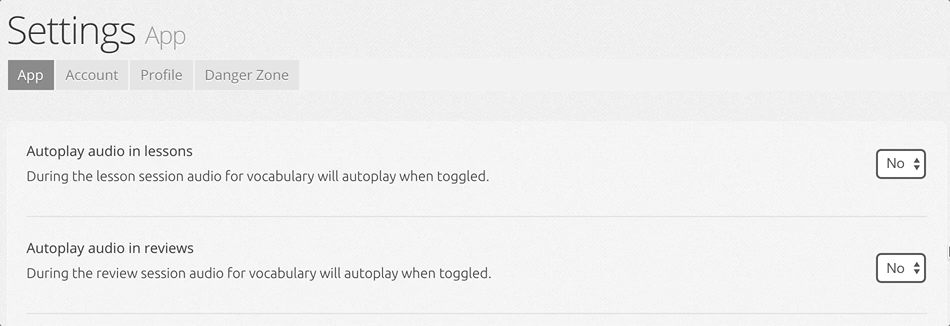 Settings App
App Account Profile Danger Zone
Autoplay audio in lessons
During the lesson session audio for vocabulary will autoplay when toggled.
No
Autoplay audio in reviews
During the review session audio for vocabulary will autoplay when toggled.
No